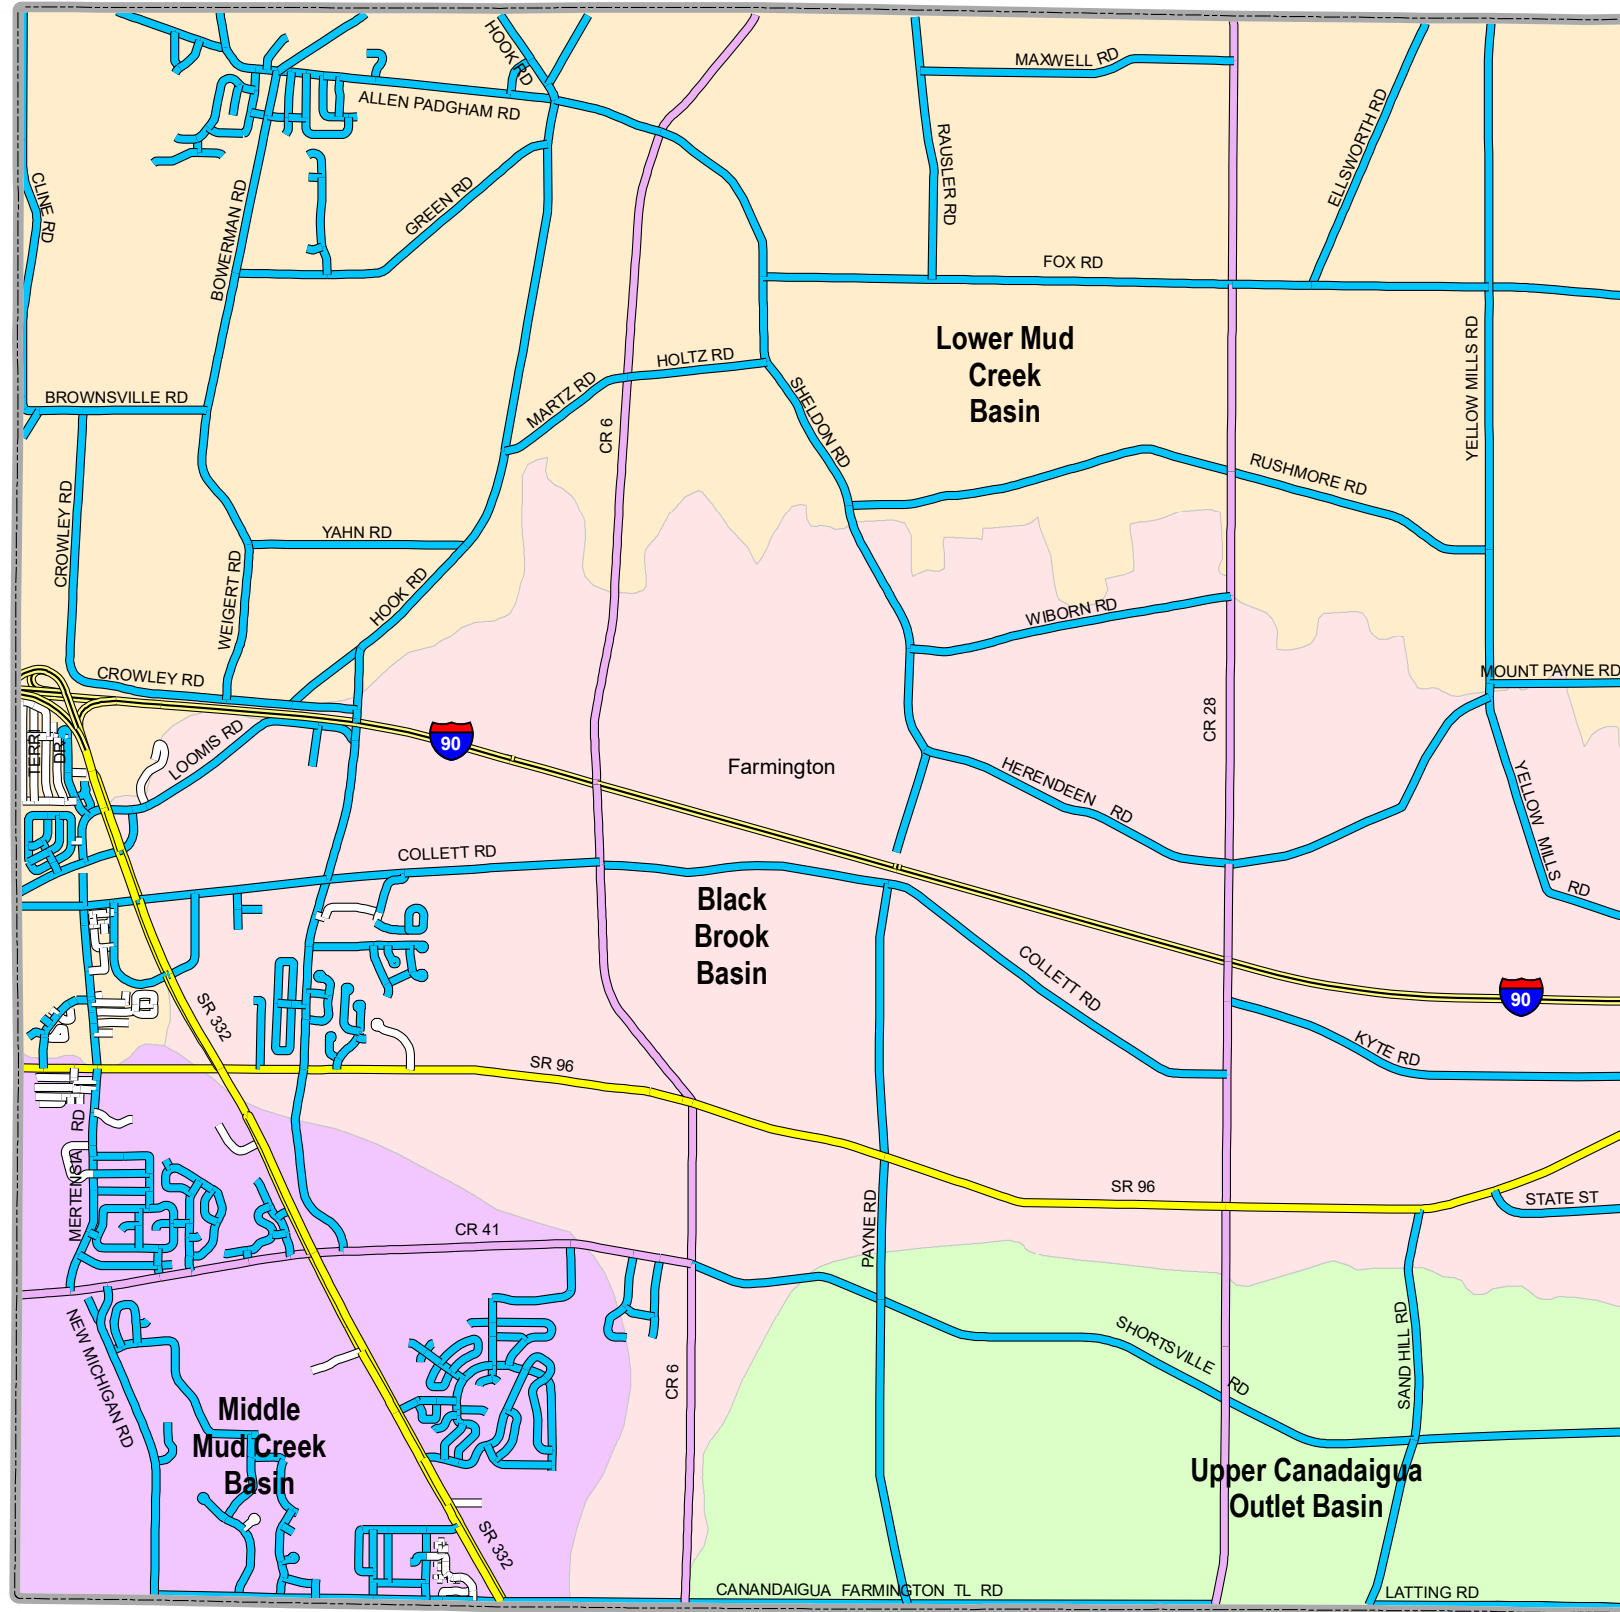 HOOK RD
MAXWELL RD
ALLEN PADGHAM RD
ELLSWORTH RD
RAUSLER RD
CLINE RD
BOWERMAN RD
GREEN RD
FOX RD
Lower Mud
Creek
Basin
YELLOW MILLS RD
HOLTZ RD
MARTZ RD
BROWNSVILLE RD
SHELDON RD
CR 6
RUSHMORE RD
CROWLEY RD
YAHN RD
WEIGERT RD
HOOK RD
WIBORN RD
CROWLEY RD
MOUNT PAYNE RD
CR 28
LOOMIS RD
TERRI
DR
90
Farmington
HERENDEEN RD
YELLOW MILLS RD
COLLETT RD
Black
Brook
Basin
COLLETT RD
90
SR 332
KYTE RD
SR 96
MERTENSIA RD
SR 96
STATE ST
PAYNE RD
CR 41
NEW MICHIGAN RD
SHORTSVILLE RD
SAND HILL RD
CR 6
Middle
Mud Creek
Basin
Upper Canadaigua
Outlet Basin
SR 332
CANANDAIGUA FARMINGTON TL RD
LATTING RD